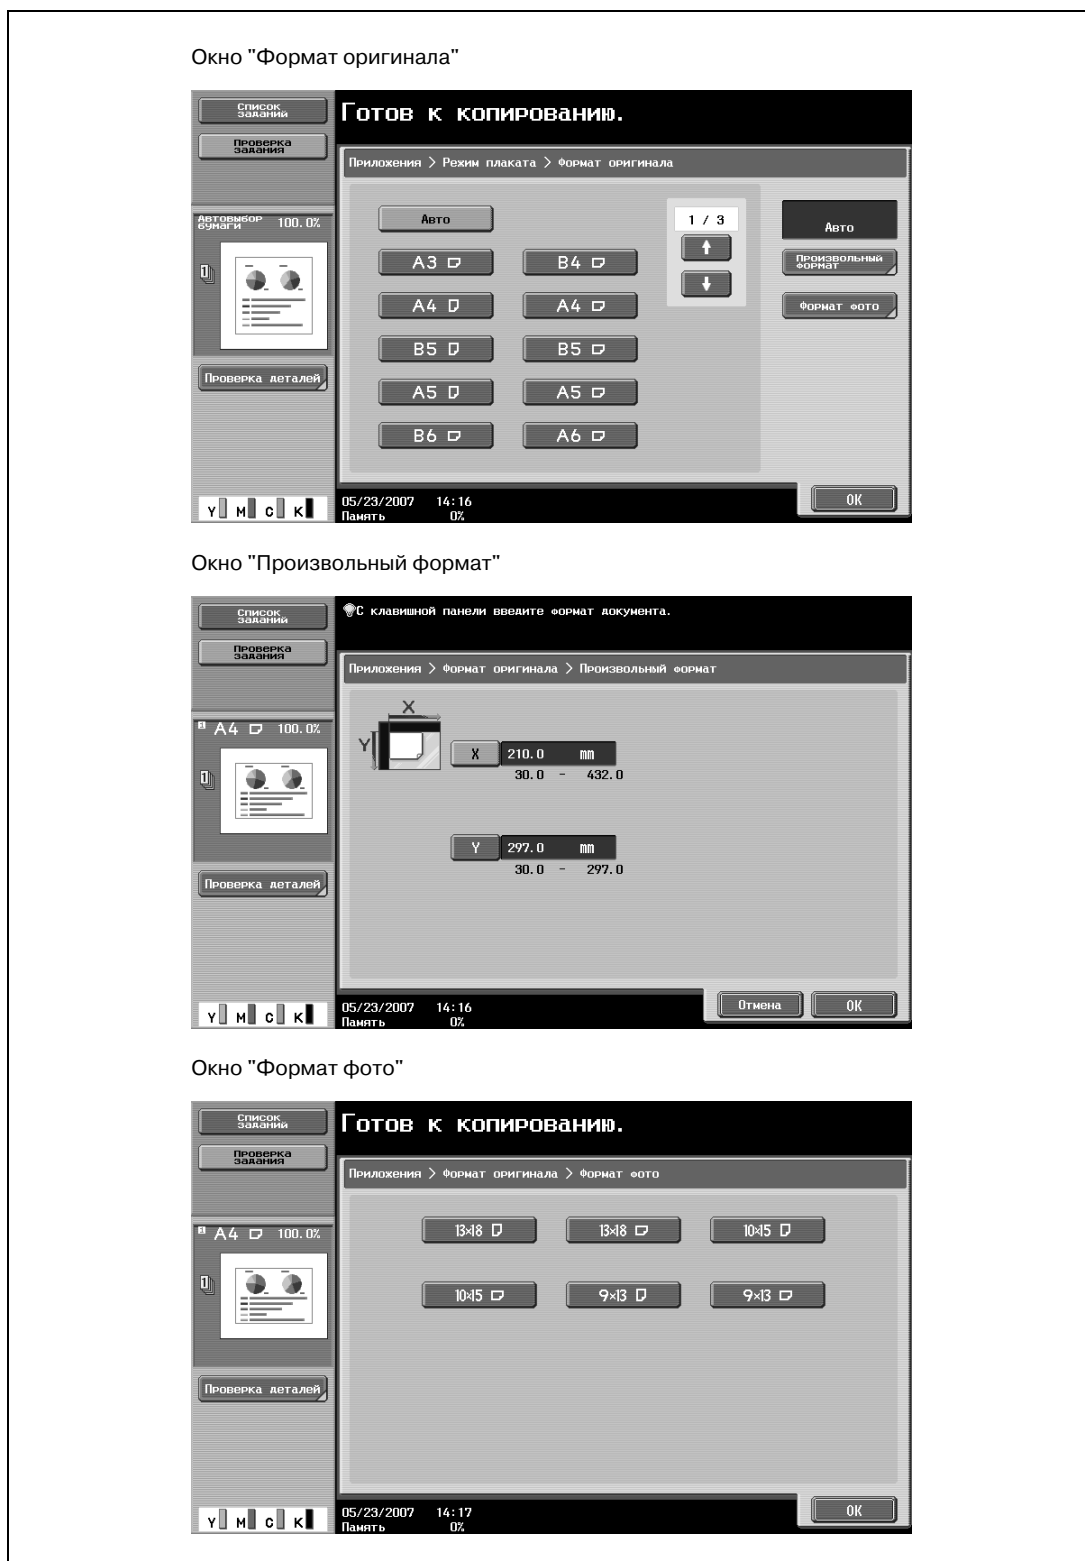 Окно "Формат оригинала"
Список заданий
Готов к копированию.
Проверка задания
Приложения > Режим плаката > Формат оригинала
Автовыбор бумаги 100.0%
1
Авто
1 / 3
Авто
A3 B4
Произвольный формат
A4 A4
Формат фото
B5 B5
Проверка деталей
A5 A5
B6 A6
OK
Y M C K
05/23/2007 14:16
Память 0%
Окно "Произвольный формат"
Список заданий
С клавишной панели введите формат документа.
Проверка задания
Приложения > Формат оригинала > Произвольный формат
X
A4 100.0%
Y
X 210.0 mm
30.0 - 432.0
1
Y 297.0 mm
30.0 - 297.0
Проверка деталей
Отмена OK
Y M C K
05/23/2007 14:16
Память 0%
Окно "Формат фото"
Список заданий
Готов к копированию.
Проверка задания
Приложения > Формат оригинала > Формат фото
A4 100.0%
13×18 13×18 10×15
1
10×15 9×13 9×13
Проверка деталей
OK
Y M C K
05/23/2007 14:17
Память 0%